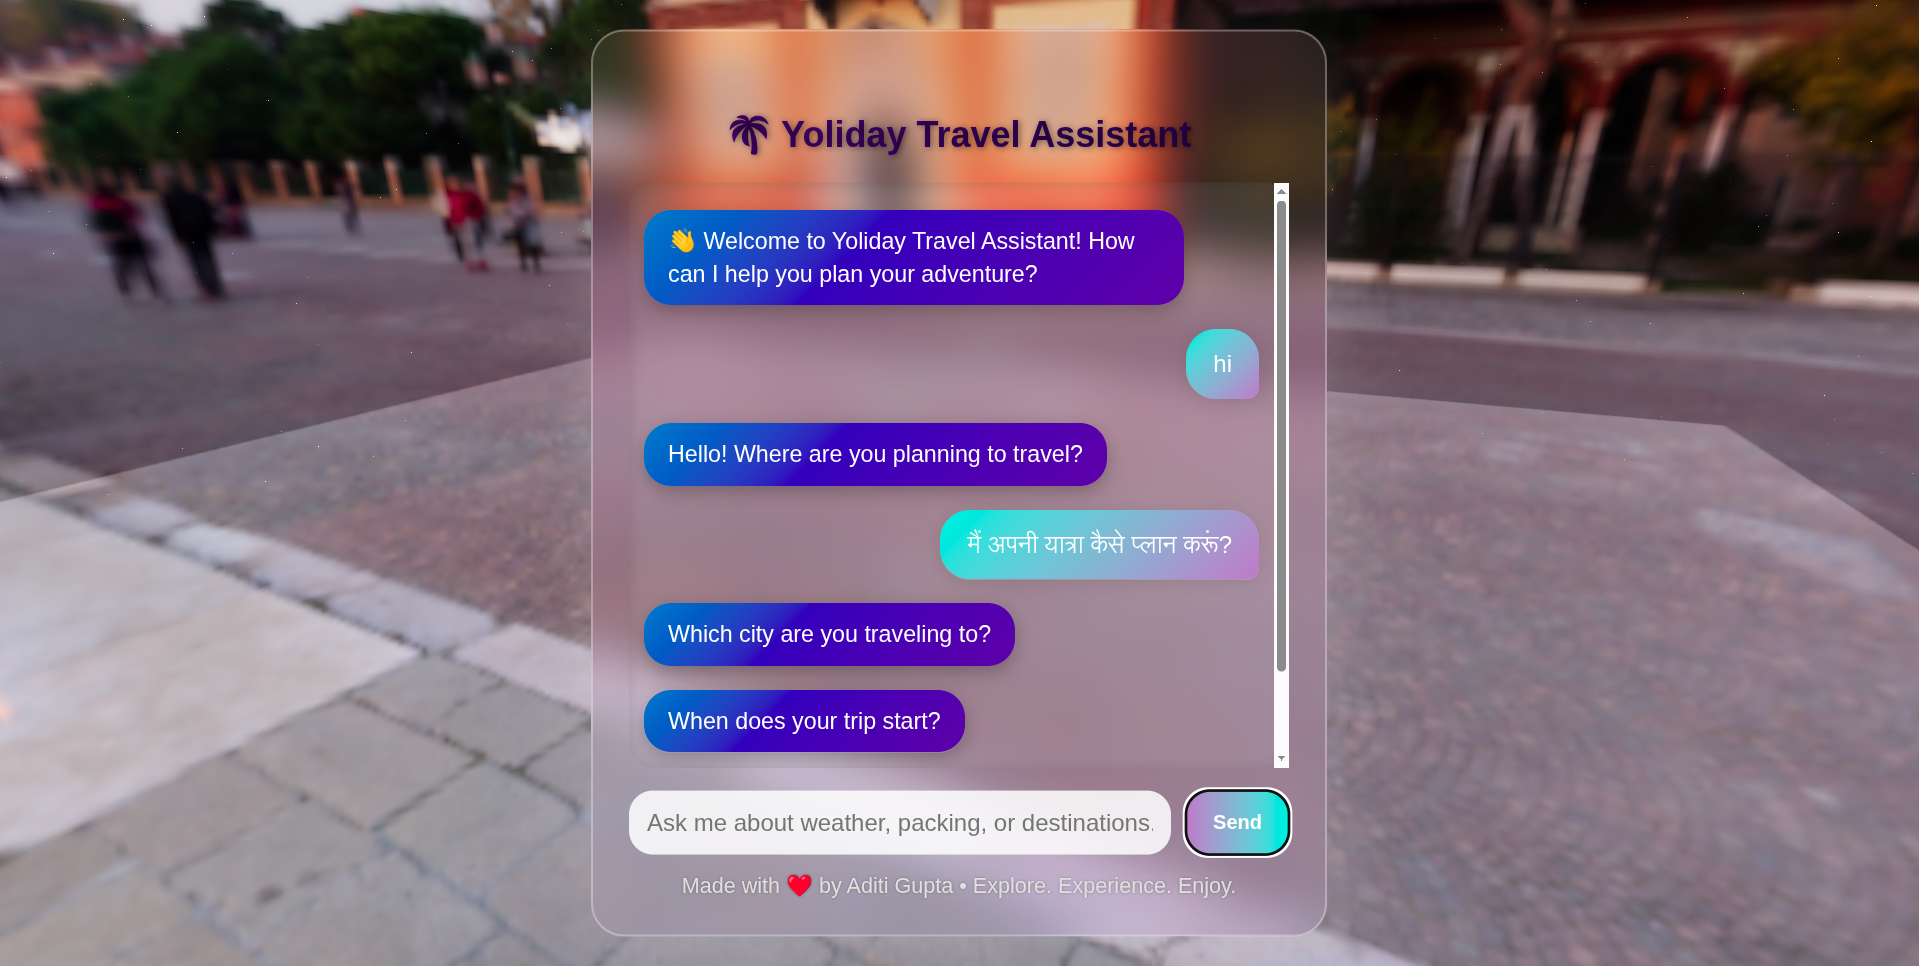 🌴 Yoliday Travel Assistant
👋 Welcome to Yoliday Travel Assistant! How
can I help you plan your adventure?
hi
Hello! Where are you planning to travel?
मैं अपनी यात्रा कैसे प्लान करूं?
Which city are you traveling to?
When does your trip start?
Ask me about weather, packing, or destinations.
Send
Made with ❤️ by Aditi Gupta • Explore. Experience. Enjoy.